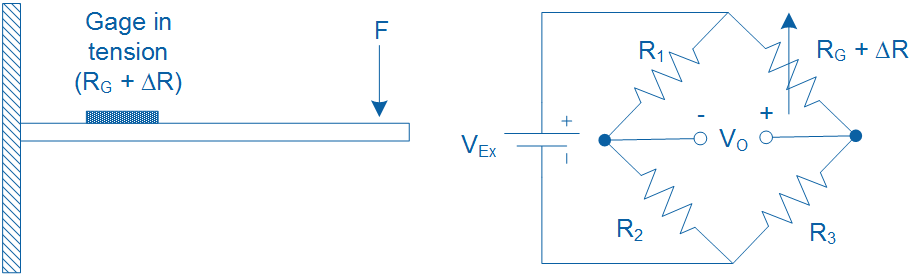 Gage in
tension
(RG + ΔR)
F
VEx
+
-
R1
RG + ΔR
-
VO
+
R2
R3